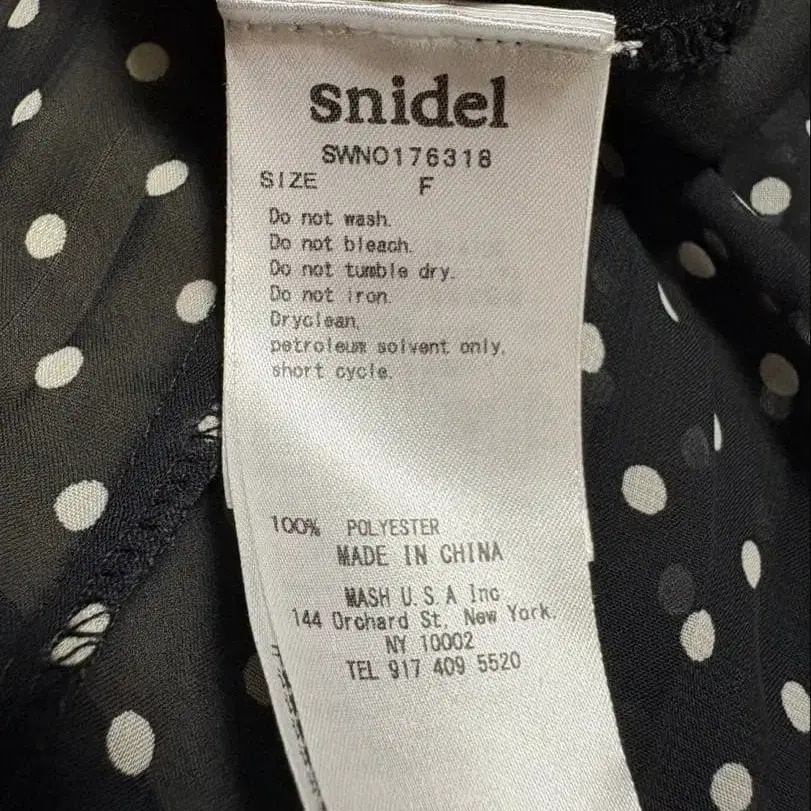 snidel
SWNO176318
SIZE F
Do not wash.
Do not bleach.
Do not tumble dry.
Do not iron.
Dryclean.
petroleum solvent only.
short cycle.
100% POLYESTER
MADE IN CHINA
MASH U.S.A Inc
144 Orchard St. New York.
NY 10002
TEL 917 409 5520